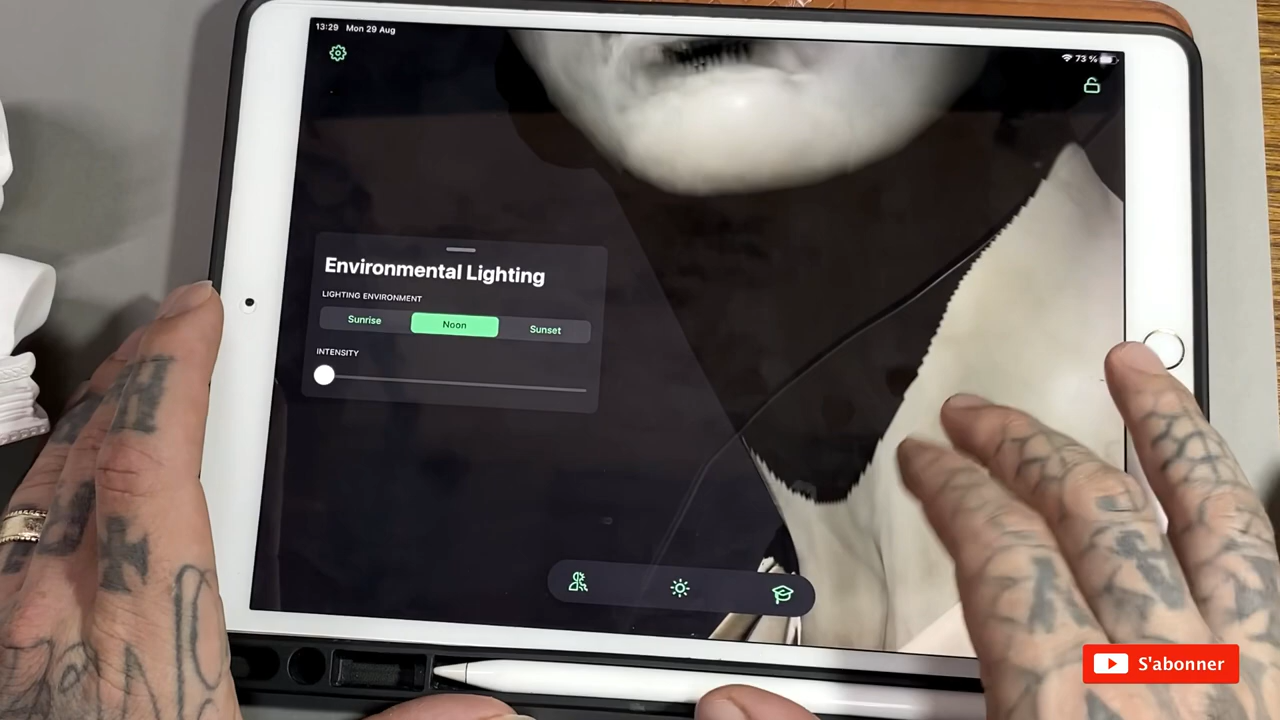 13:29 Mon 29 Aug
73 %
Environmental Lighting
LIGHTING ENVIRONMENT
Sunrise Noon Sunset
INTENSITY
S'abonner